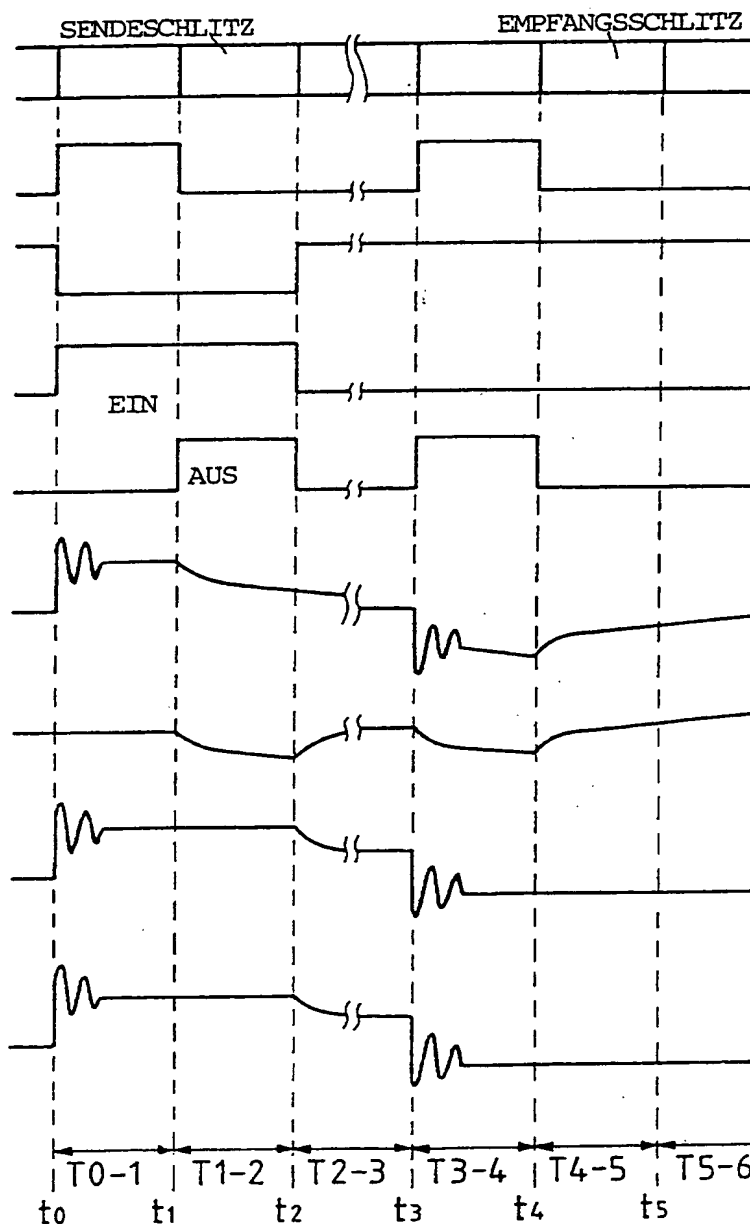 SENDESCHLITZ EMPFANGSSCHLITZ
EIN
AUS
T0-1 T1-2 T2-3 T3-4 T4-5 T5-6
t0 t1 t2 t3 t4 t5